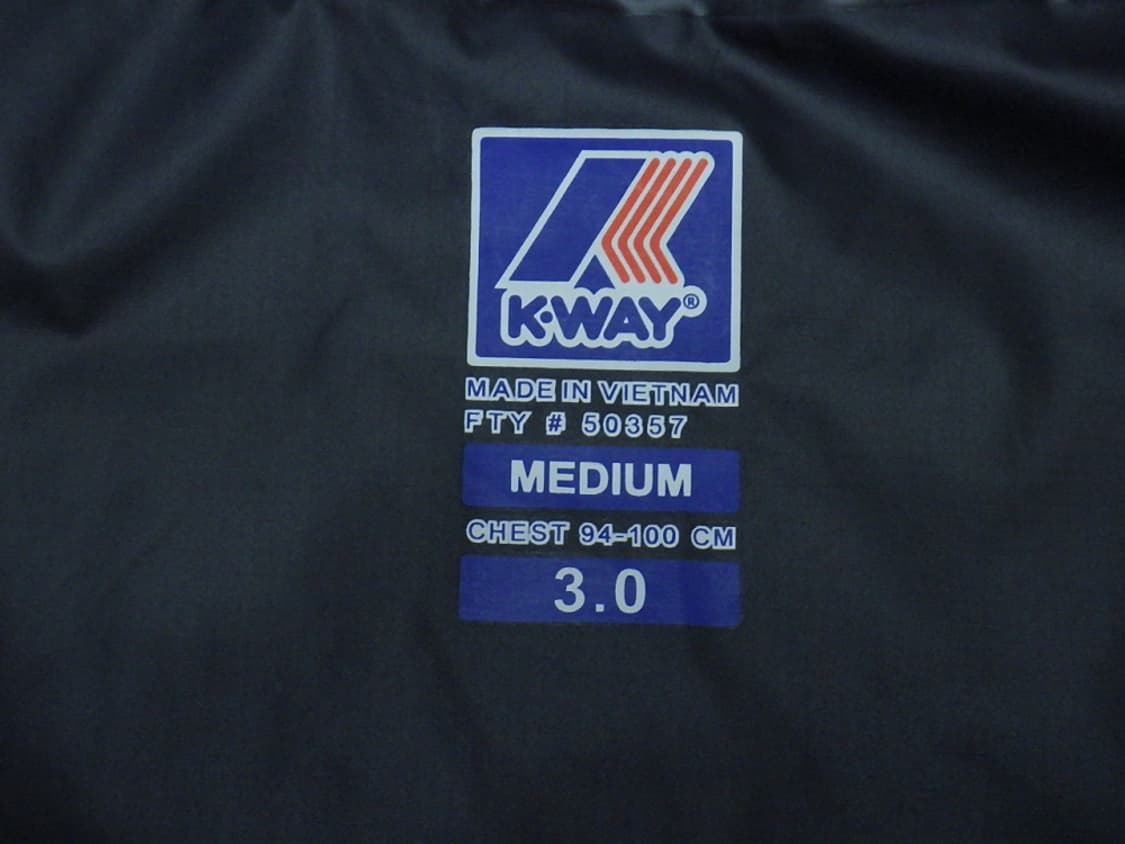 K·WAY®
MADE IN VIETNAM
FTY # 50357
MEDIUM
CHEST 94-100 CM
3.0